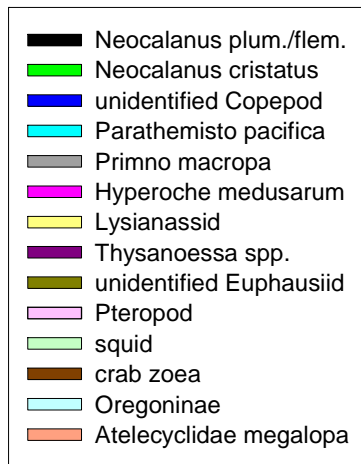 Neocalanus plum./flem.
Neocalanus cristatus
unidentified Copepod
Parathemisto pacifica
Primno macropa
Hyperoche medusarum
Lysianassid
Thysanoessa spp.
unidentified Euphausiid
Pteropod
squid
crab zoea
Oregoninae
Atelecyclidae megalopa